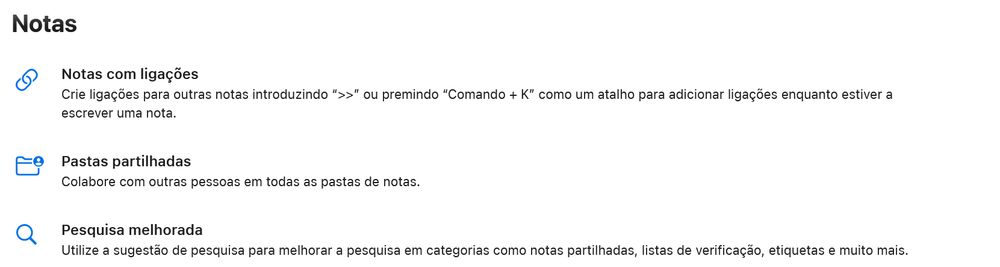 Notas
Notas com ligações
Crie ligações para outras notas introduzindo “>>” ou premindo “Comando + K” como um atalho para adicionar ligações enquanto estiver a
escrever uma nota.
Pastas partilhadas
Colabore com outras pessoas em todas as pastas de notas.
Pesquisa melhorada
Utilize a sugestão de pesquisa para melhorar a pesquisa em categorias como notas partilhadas, listas de verificação, etiquetas e muito mais.